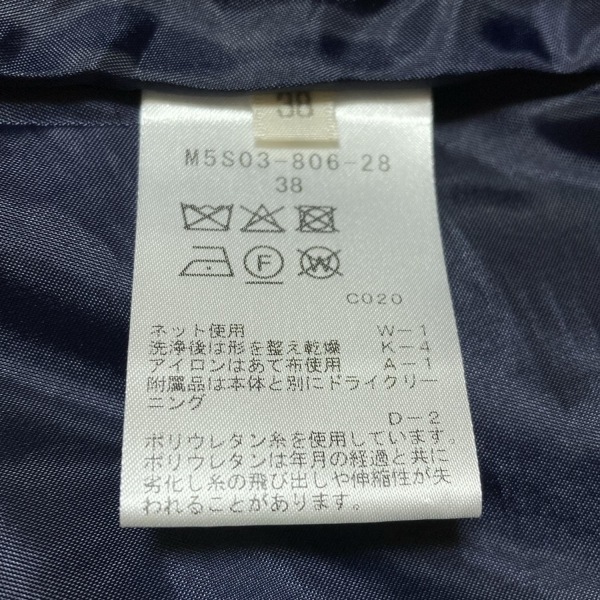 38
M5S03-806-28
38
F
W
C020
ネット使用 W-1
洗浄後は形を整え乾燥 K-4
アイロンはあて布使用 A-1
附属品は本体と別にドライクリー
ニング
D-2
ポリウレタン糸を使用しています。
ポリウレタンは年月の経過と共に
劣化し糸の飛び出しや伸縮性が失
われることがあります。